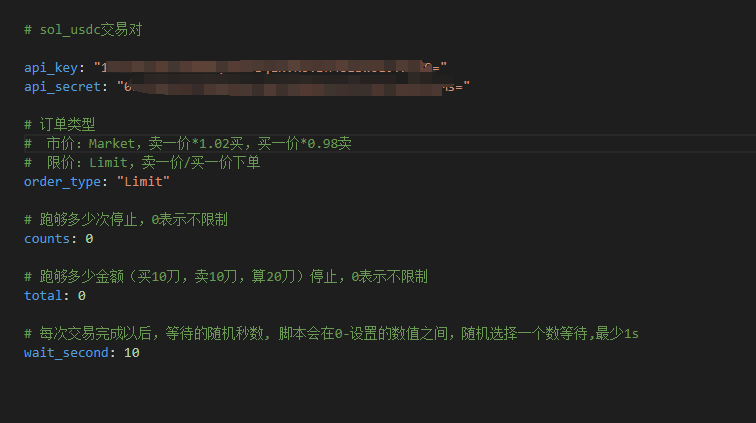 # sol_usdc交易对
api_key: "1
="
api_secret: "
s="
# 订单类型
#  市价：Market，卖一价*1.02买，买一价*0.98卖
#  限价：Limit，卖一价/买一价下单
order_type: "Limit"
# 跑够多少次停止，0表示不限制
counts: 0
# 跑够多少金额（买10刀，卖10刀，算20刀）停止，0表示不限制
total: 0
# 每次交易完成以后，等待的随机秒数, 脚本会在0-设置的数值之间，随机选择一个数等待,最少1s
wait_second: 10